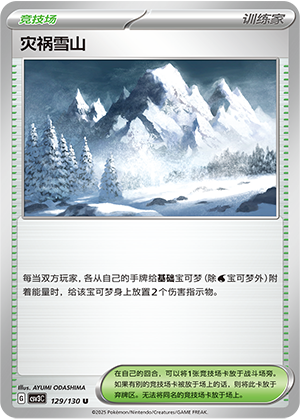 竞技场 训练家
灾祸雪山
每当双方玩家，各从自己的手牌给基础宝可梦（除宝可梦外）附
着能量时，给该宝可梦身上放置2个伤害指示物。
Illus. AYUMI ODASHIMA
G CSV3C 129/130 U
在自己的回合，可以将1张竞技场卡放于战斗场旁。
如果有别的竞技场卡放于场上的话，则将此卡放于
弃牌区。无法将同名的竞技场卡放于场上。
©2025 Pokémon/Nintendo/Creatures/GAME FREAK.